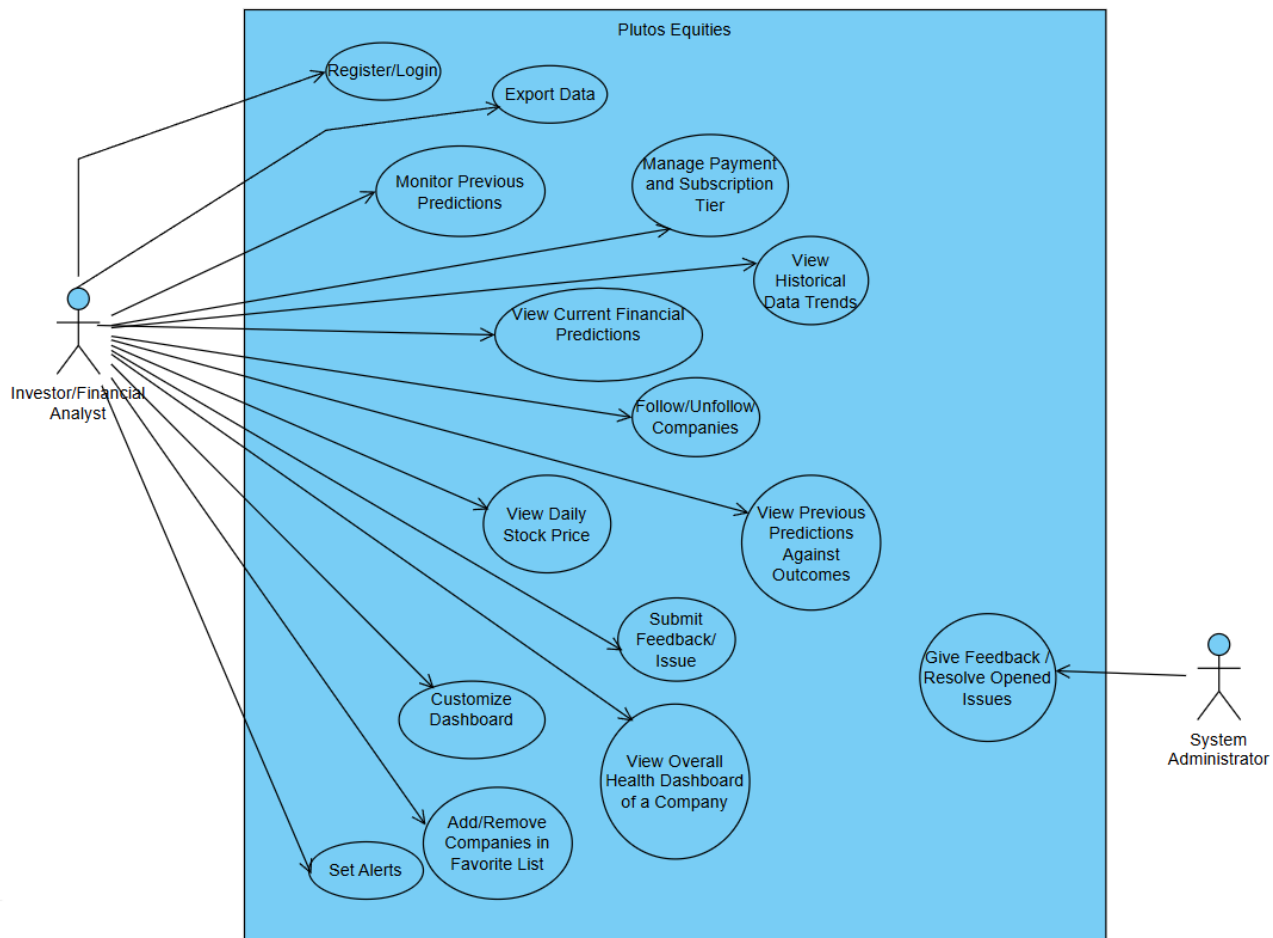 Plutos Equities
Register/Login
Export Data
Monitor Previous
Predictions
Manage Payment
and Subscription
Tier
View
Historical
Data Trends
View Current Financial
Predictions
Investor/Financial
Analyst
Follow/Unfollow
Companies
View Daily
Stock Price
View Previous
Predictions
Against
Outcomes
Submit
Feedback/
Issue
Give Feedback /
Resolve Opened
Issues
System
Administrator
Customize
Dashboard
View Overall
Health Dashboard
of a Company
Add/Remove
Companies in
Favorite List
Set Alerts